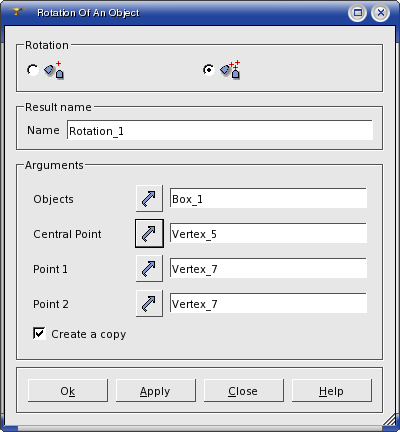 Rotation Of An Object
Rotation
Result name
Name Rotation_1
Arguments
Objects Box_1
Central Point Vertex_5
Point 1 Vertex_7
Point 2 Vertex_7
Create a copy
Ok Apply Close Help